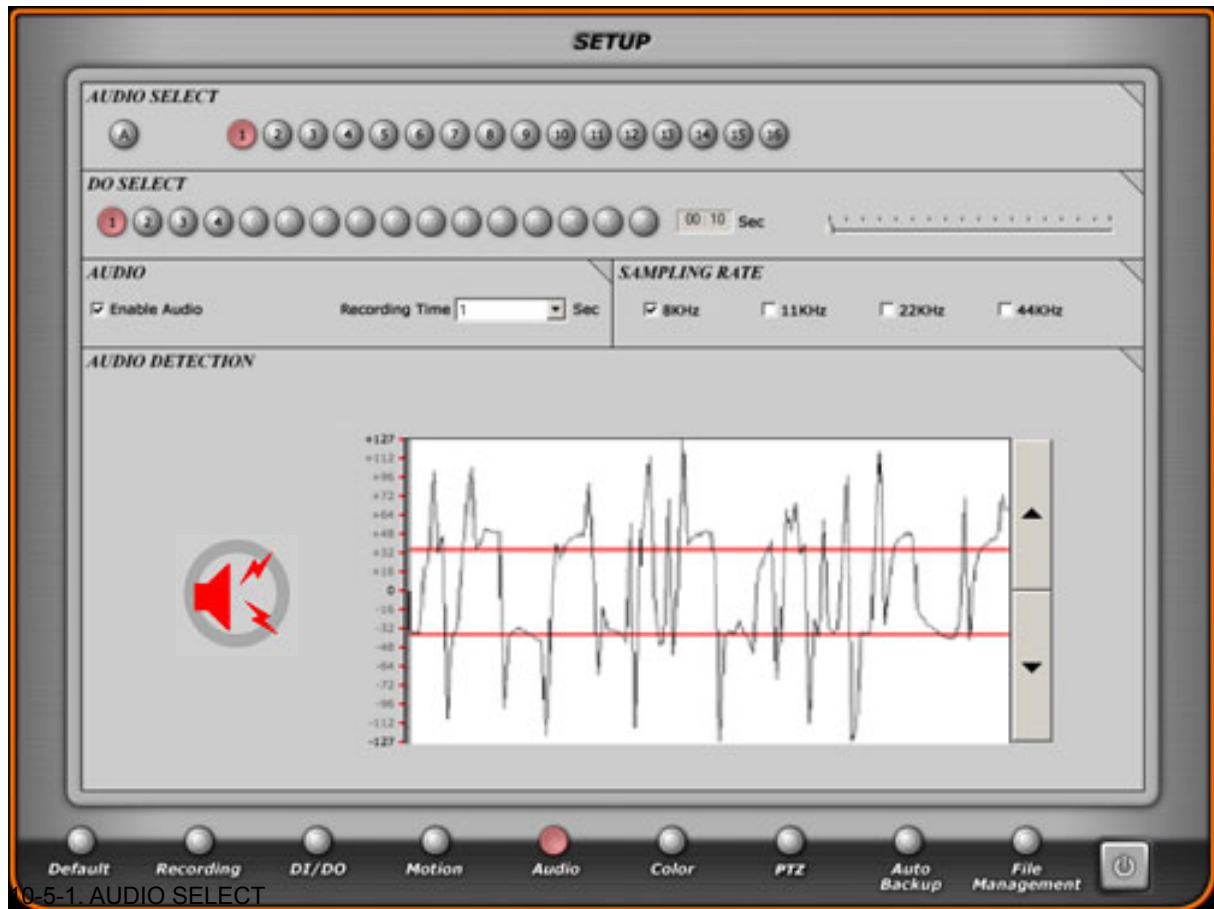 SETUP
AUDIO SELECT
A 1 2 3 4 5 6 7 8 9 10 11 12 13 14 15 16
DO SELECT
1 2 3 4 00:10 Sec
AUDIO
Enable Audio Recording Time 1 Sec
SAMPLING RATE
8KHz 11KHz 22KHz 44KHz
AUDIO DETECTION
+127
+112
+96
+72
+64
+48
+32
+16
0
-16
-32
-48
-64
-72
-96
-112
-127
Default Recording DI/DO Motion Audio Color PTZ Auto Backup File Management
10-5-1. AUDIO SELECT